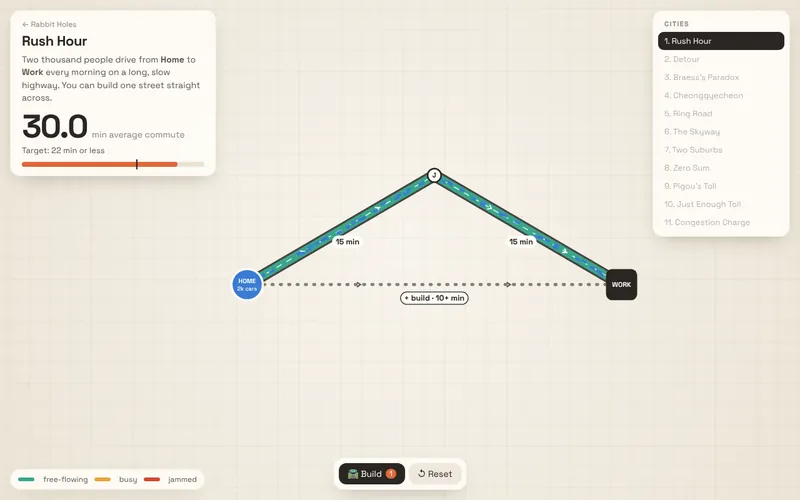 ← Rabbit Holes
Rush Hour
Two thousand people drive from Home to
Work every morning on a long, slow
highway. You can build one street straight
across.
30.0 min average commute
Target: 22 min or less
CITIES
1. Rush Hour
2. Detour
3. Braess's Paradox
4. Cheonggyecheon
5. Ring Road
6. The Skyway
7. Two Suburbs
8. Zero Sum
9. Pigou's Toll
10. Just Enough Toll
11. Congestion Charge
J
15 min
15 min
HOME
2k cars
WORK
+ build · 10+ min
free-flowing
busy
jammed
Build 1
Reset